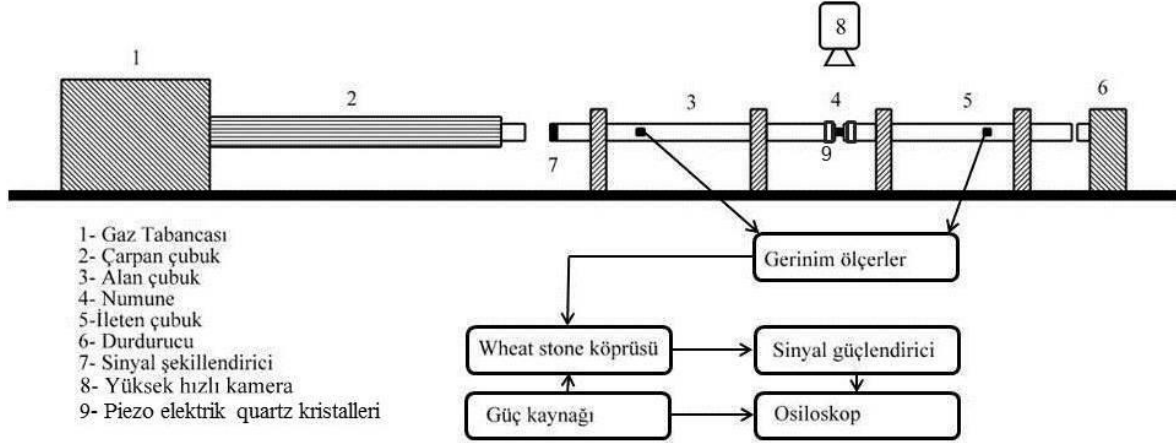 8
1
2
3
4
5
6
7
9
1- Gaz Tabancası
2- Çarpan çubuk
3- Alan çubuk
4- Numune
5-İleten çubuk
6- Durdurucu
7- Sinyal şekillendirici
8- Yüksek hızlı kamera
9- Piezo elektrik quartz kristalleri
Gerinim ölçerler
Wheat stone köprüsü
Sinyal güçlendirici
Güç kaynağı
Osiloskop